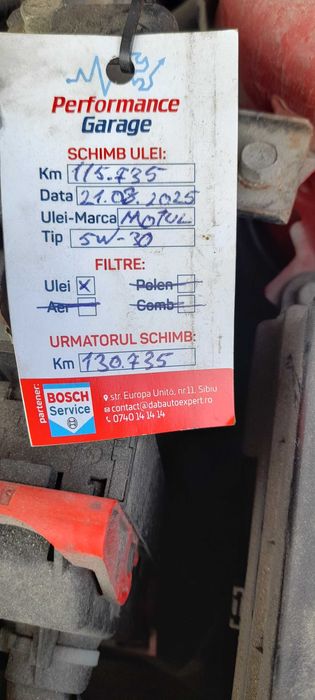 Performance
Garage
SCHIMB ULEI:
Km 115.735
Data 21.08.2025
Ulei-Marca MOTUL
Tip 5W-30
FILTRE:
Ulei X Polen
Aer Comb
URMATORUL SCHIMB:
Km 130.735
partener:
BOSCH
Service
str. Europa Unită, nr.11, Sibiu
contact@dabautoexpert.ro
0740 14 14 14